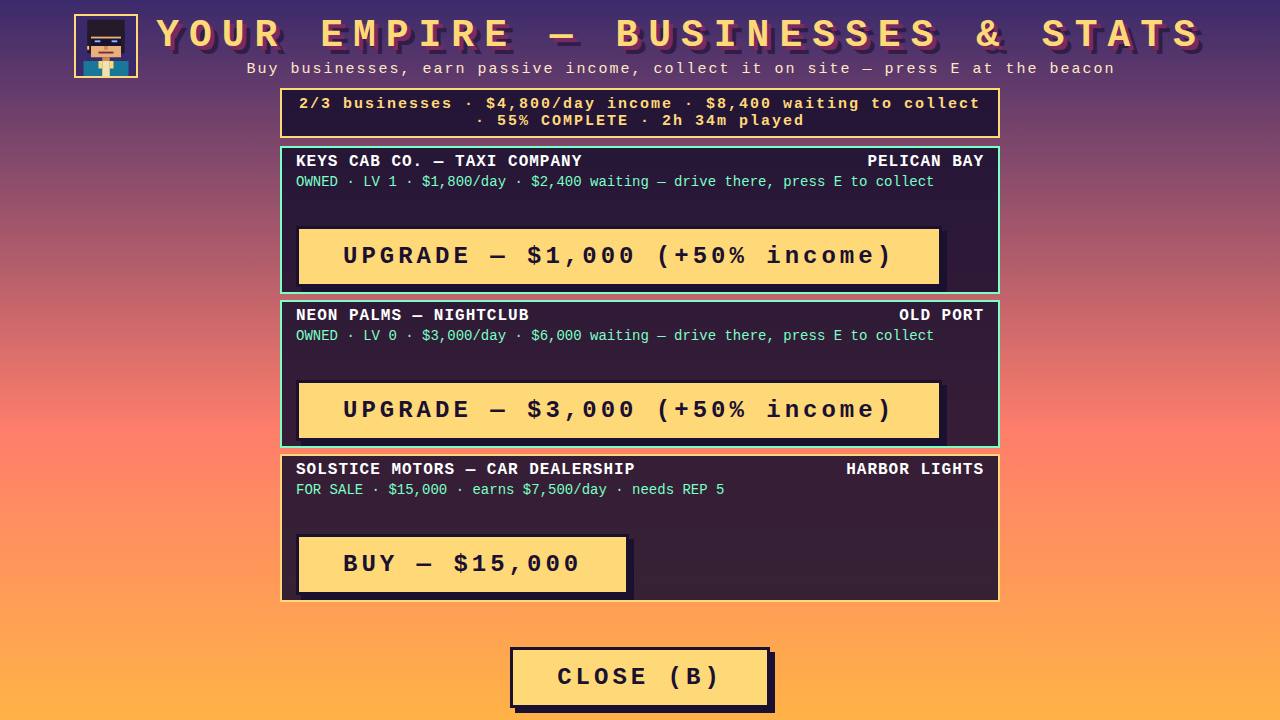 YOUR EMPIRE — BUSINESSES & STATS
Buy businesses, earn passive income, collect it on site — press E at the beacon
2/3 businesses · $4,800/day income · $8,400 waiting to collect
· 55% COMPLETE · 2h 34m played
KEYS CAB CO. — TAXI COMPANY PELICAN BAY
OWNED · LV 1 · $1,800/day · $2,400 waiting — drive there, press E to collect
UPGRADE — $1,000 (+50% income)
NEON PALMS — NIGHTCLUB OLD PORT
OWNED · LV 0 · $3,000/day · $6,000 waiting — drive there, press E to collect
UPGRADE — $3,000 (+50% income)
SOLSTICE MOTORS — CAR DEALERSHIP HARBOR LIGHTS
FOR SALE · $15,000 · earns $7,500/day · needs REP 5
BUY — $15,000
CLOSE (B)